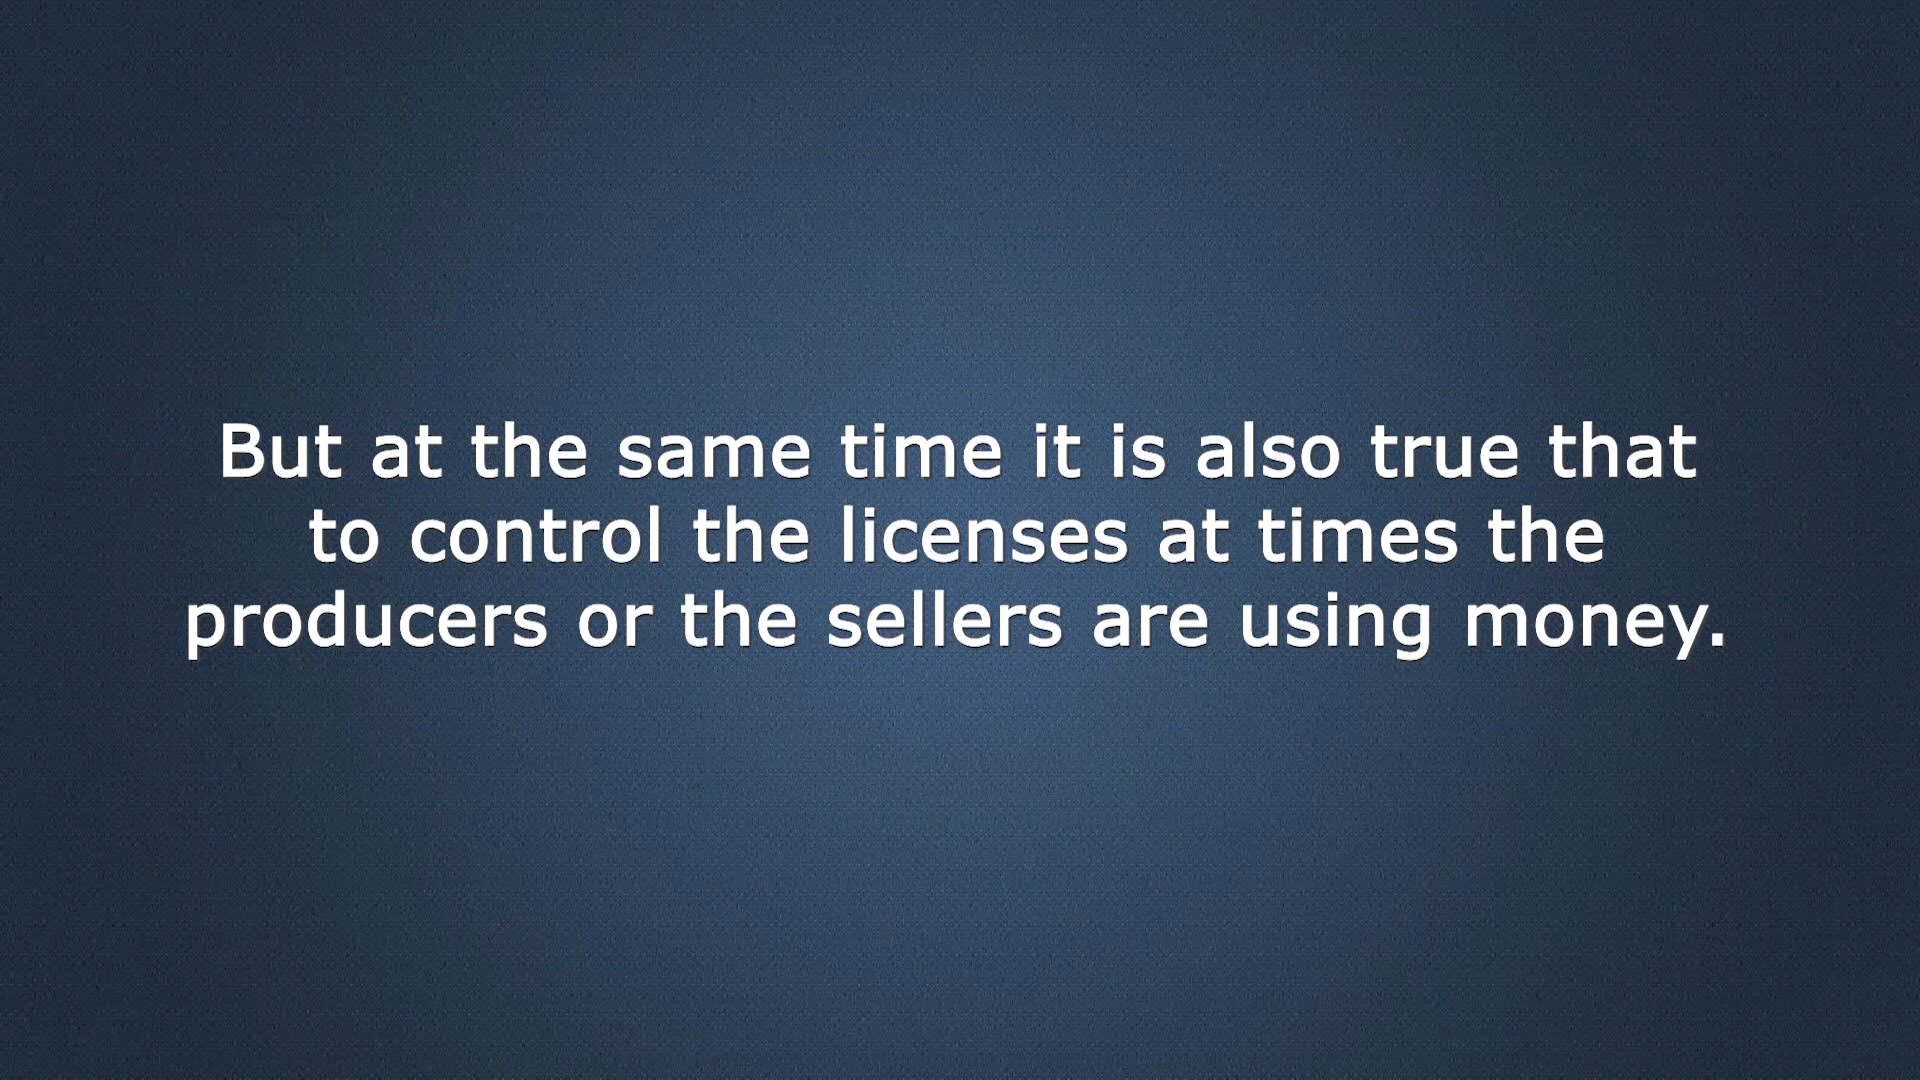 But at the same time it is also true that
to control the licenses at times the
producers or the sellers are using money.